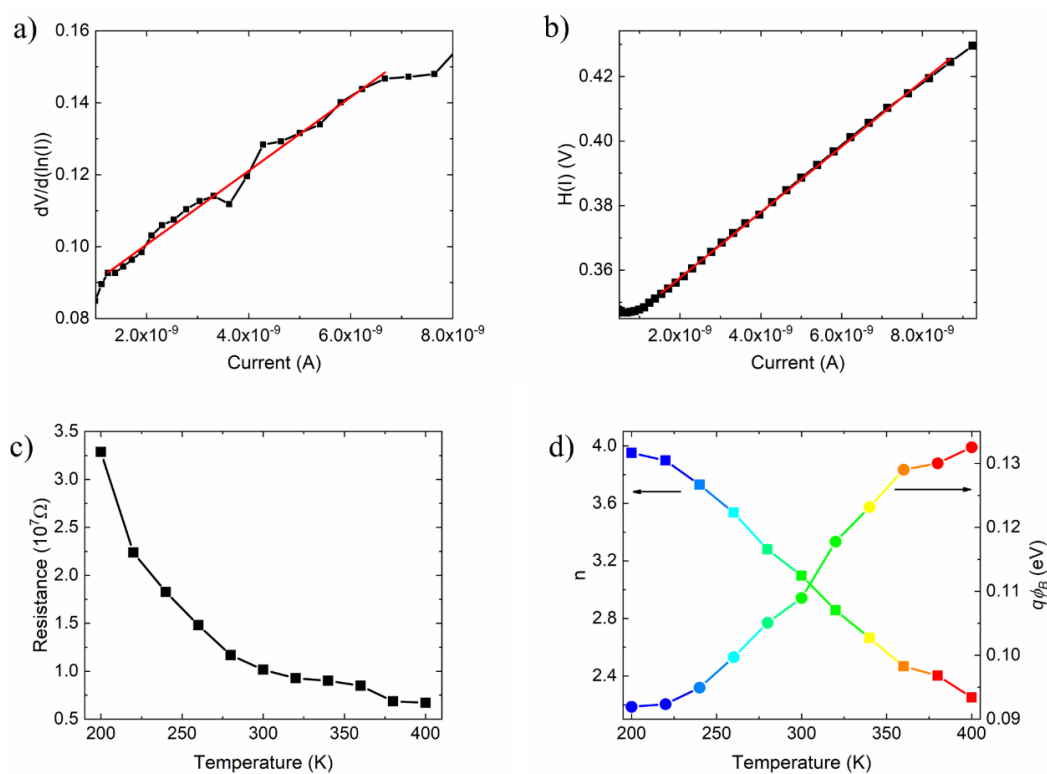 a)
0.16
0.14
0.12
0.10
0.08
dV/d(ln(I))
2.0x10⁻⁹
4.0x10⁻⁹
6.0x10⁻⁹
8.0x10⁻⁹
Current (A)
b)
0.42
0.40
0.38
0.36
H(I) (V)
2.0x10⁻⁹
4.0x10⁻⁹
6.0x10⁻⁹
8.0x10⁻⁹
Current (A)
c)
3.5
3.0
2.5
2.0
1.5
1.0
0.5
Resistance (10⁷Ω)
200
250
300
350
400
Temperature (K)
d)
4.0
3.6
3.2
2.8
2.4
n
0.13
0.12
0.11
0.10
0.09
qϕ_B (eV)
200
250
300
350
400
Temperature (K)